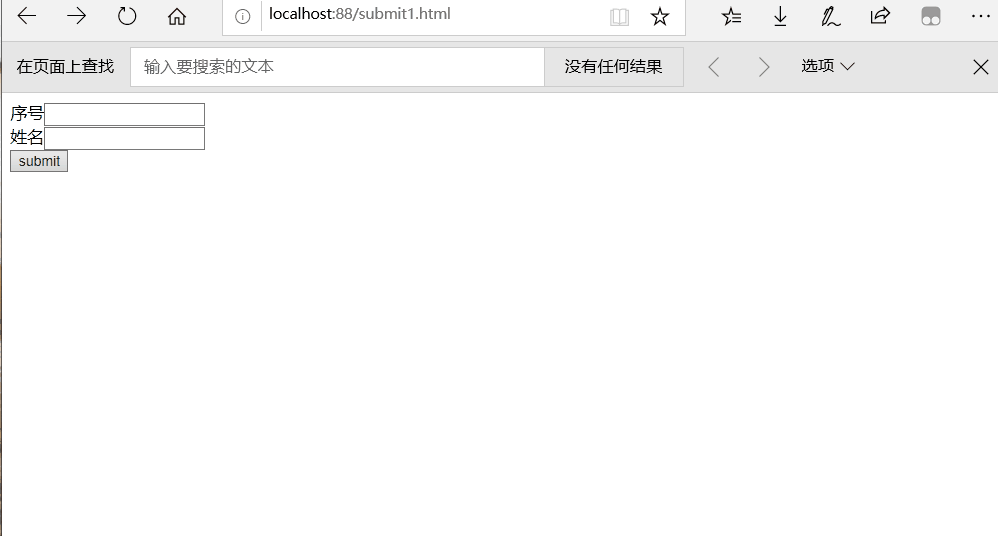 localhost:88/submit1.html
在页面上查找 输入要搜索的文本 没有任何结果 选项
序号
姓名
submit